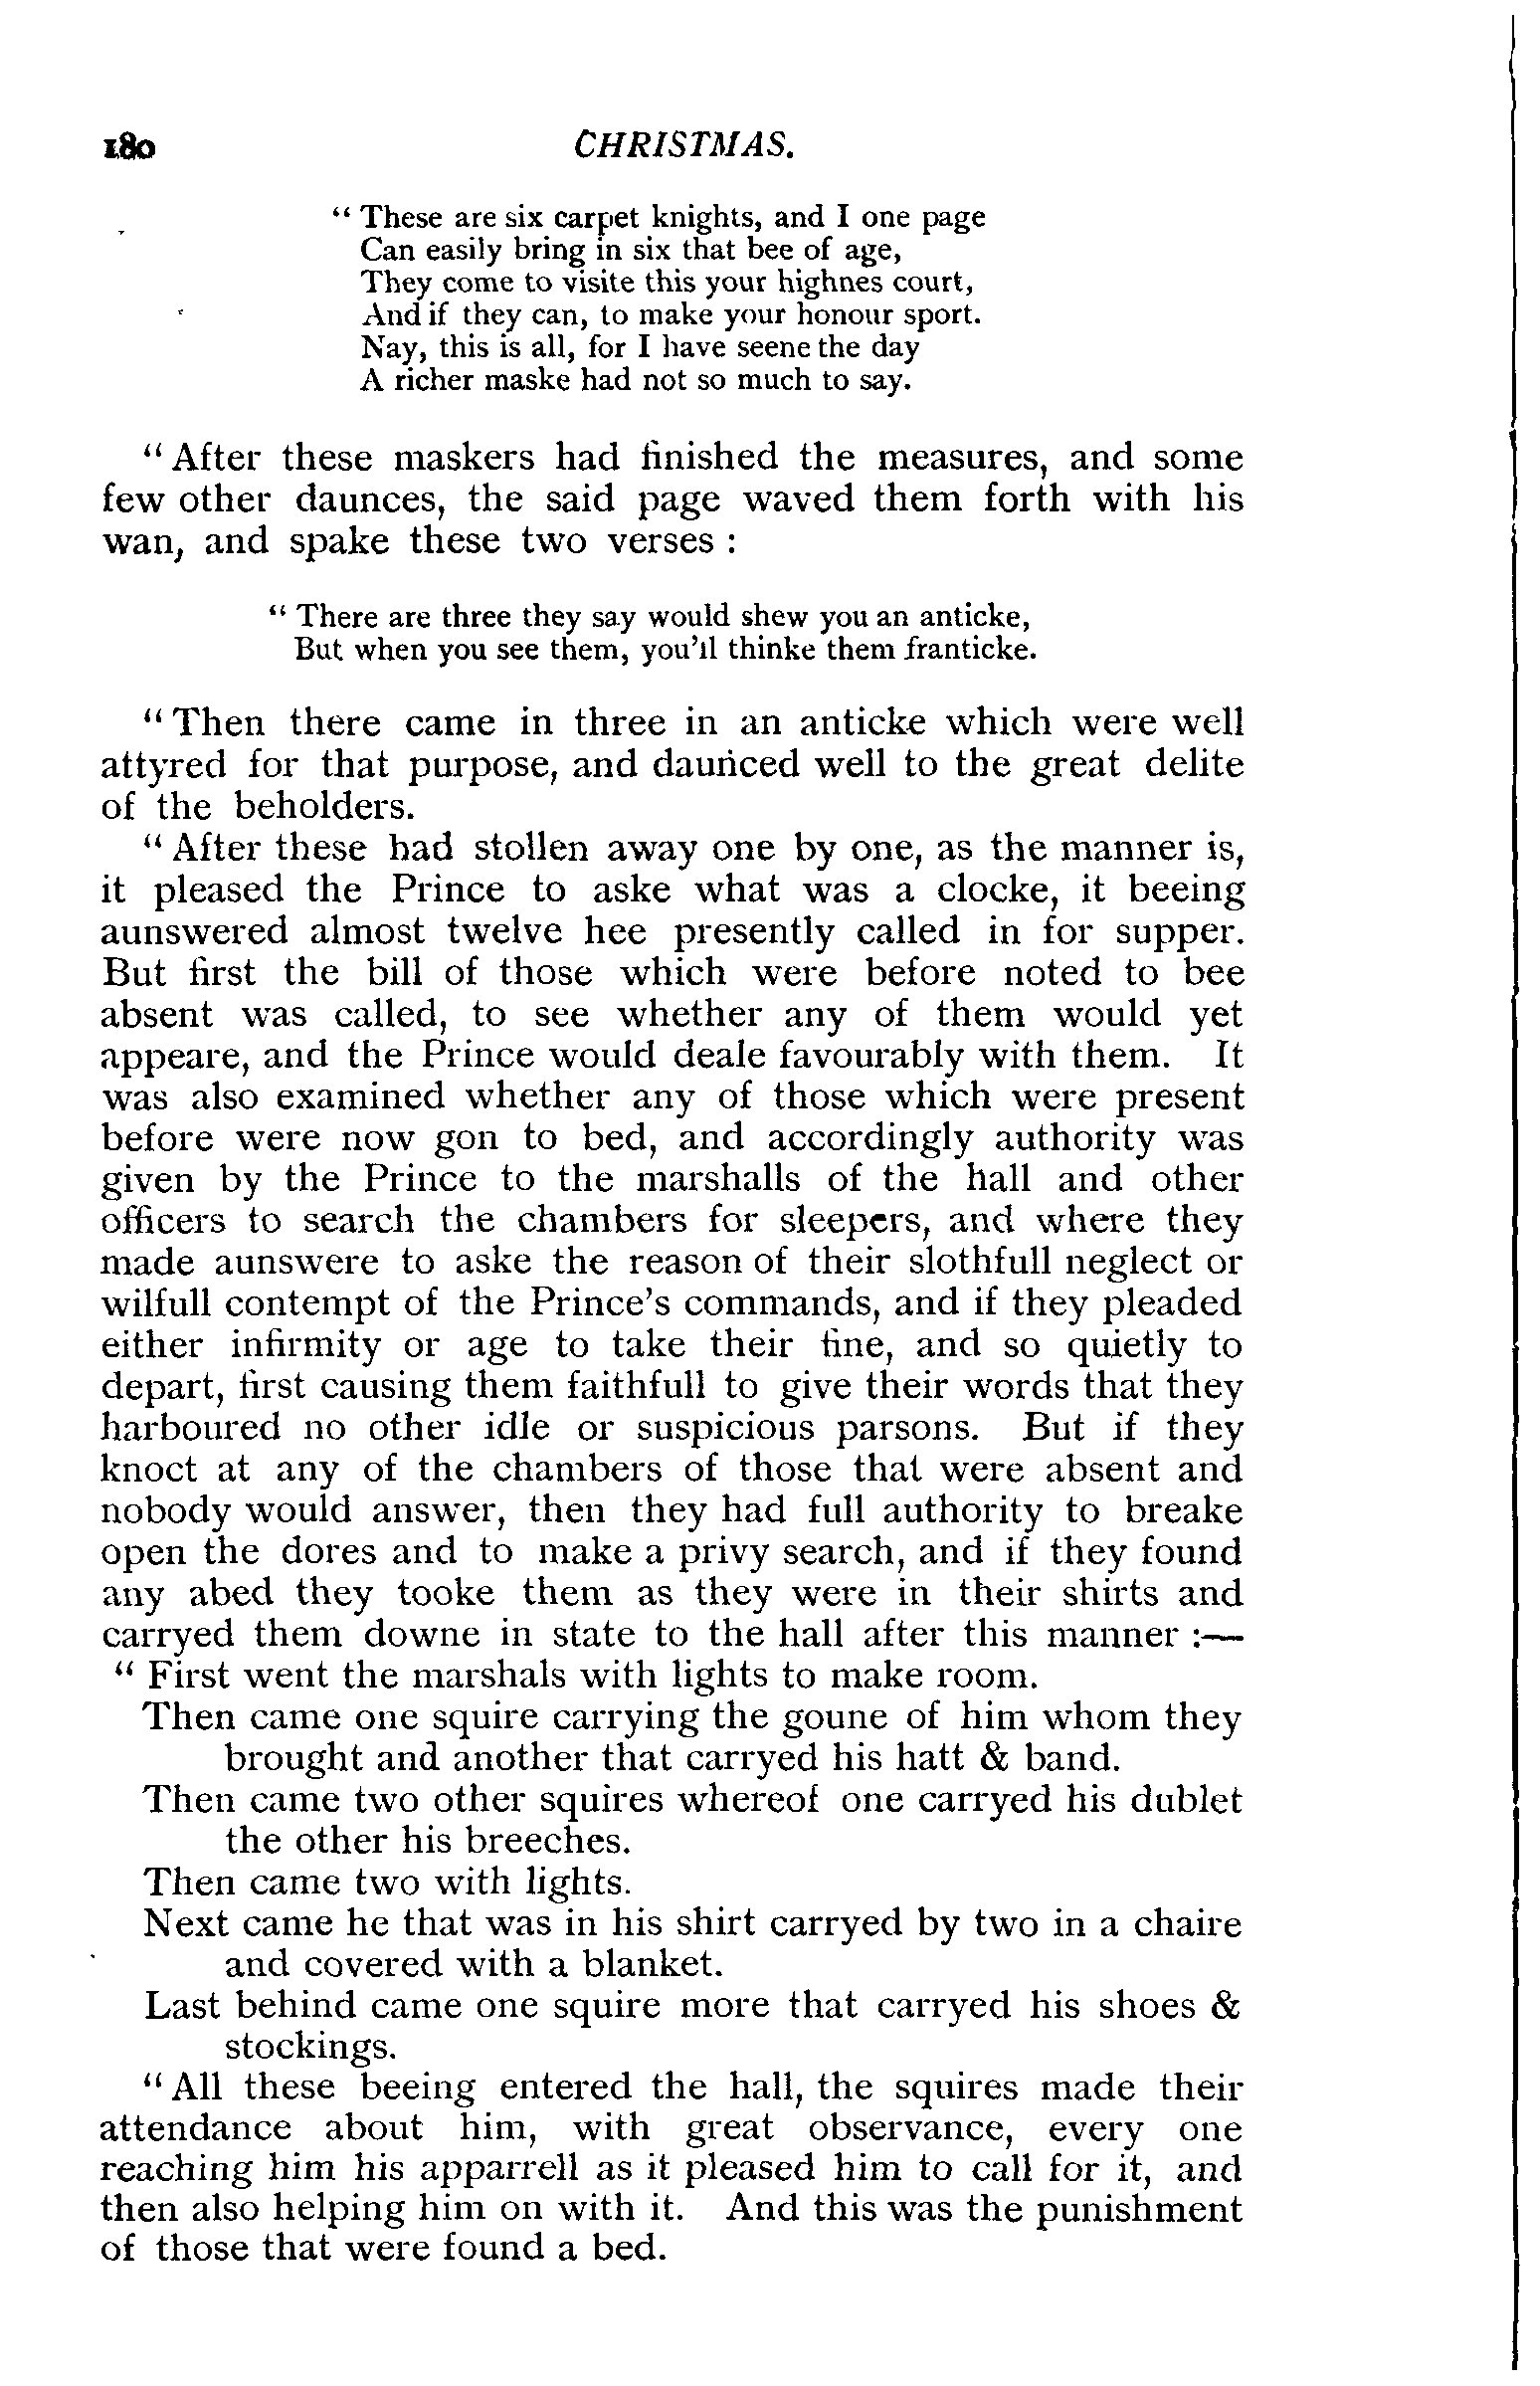 180 CHRISTMAS.
“ These are six carpet knights, and I one page
Can easily bring in six that bee of age,
They come to visite this your highnes court,
And if they can, to make your honour sport.
Nay, this is all, for I have seene the day
A richer maske had not so much to say.
“ After these maskers had finished the measures, and some
few other daunces, the said page waved them forth with his
wan, and spake these two verses :
“ There are three they say would shew you an anticke,
But when you see them, you’ll thinke them franticke.
“ Then there came in three in an anticke which were well
attyred for that purpose, and daunced well to the great delite
of the beholders.
“ After these had stollen away one by one, as the manner is,
it pleased the Prince to aske what was a clocke, it beeing
aunswered almost twelve hee presently called in for supper.
But first the bill of those which were before noted to bee
absent was called, to see whether any of them would yet
appeare, and the Prince would deale favourably with them. It
was also examined whether any of those which were present
before were now gon to bed, and accordingly authority was
given by the Prince to the marshalls of the hall and other
officers to search the chambers for sleepers, and where they
made aunswere to aske the reason of their slothfull neglect or
wilfull contempt of the Prince’s commands, and if they pleaded
either infirmity or age to take their fine, and so quietly to
depart, first causing them faithfull to give their words that they
harboured no other idle or suspicious parsons. But if they
knoct at any of the chambers of those that were absent and
nobody would answer, then they had full authority to breake
open the dores and to make a privy search, and if they found
any abed they tooke them as they were in their shirts and
carryed them downe in state to the hall after this manner :—
“ First went the marshals with lights to make room.
Then came one squire carrying the goune of him whom they
brought and another that carryed his hatt & band.
Then came two other squires whereof one carryed his dublet
the other his breeches.
Then came two with lights.
Next came he that was in his shirt carryed by two in a chaire
and covered with a blanket.
Last behind came one squire more that carryed his shoes &
stockings.
“ All these beeing entered the hall, the squires made their
attendance about him, with great observance, every one
reaching him his apparrell as it pleased him to call for it, and
then also helping him on with it. And this was the punishment
of those that were found a bed.